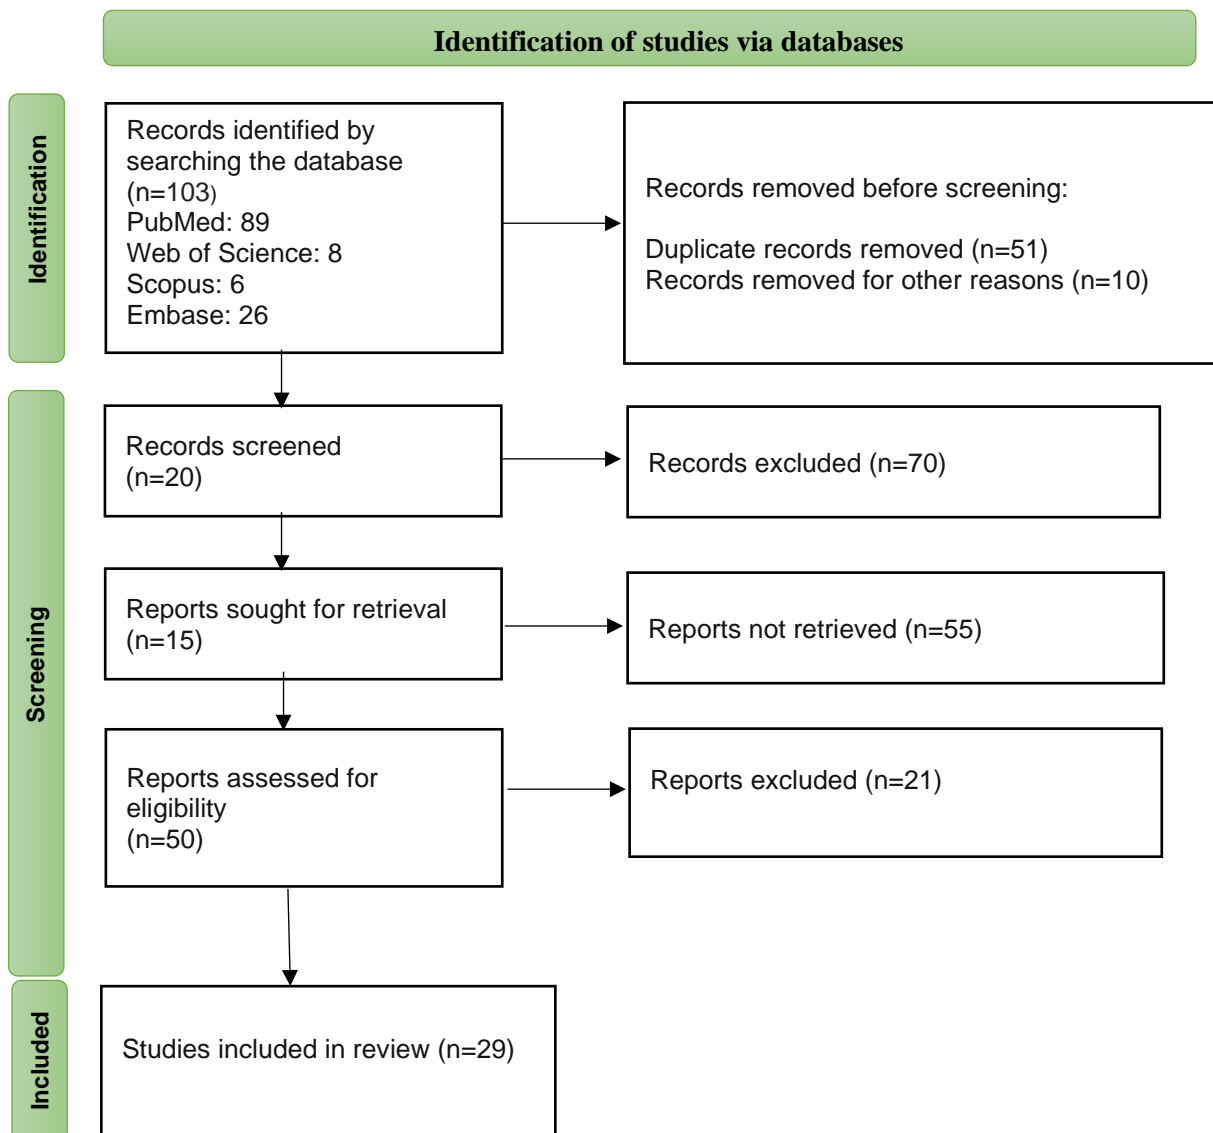 Identification of studies via databases
Identification
Records identified by
searching the database
(n=103)
PubMed: 89
Web of Science: 8
Scopus: 6
Embase: 26
Records removed before screening:
Duplicate records removed (n=51)
Records removed for other reasons (n=10)
Screening
Records screened
(n=20)
Records excluded (n=70)
Reports sought for retrieval
(n=15)
Reports not retrieved (n=55)
Reports assessed for
eligibility
(n=50)
Reports excluded (n=21)
Included
Studies included in review (n=29)